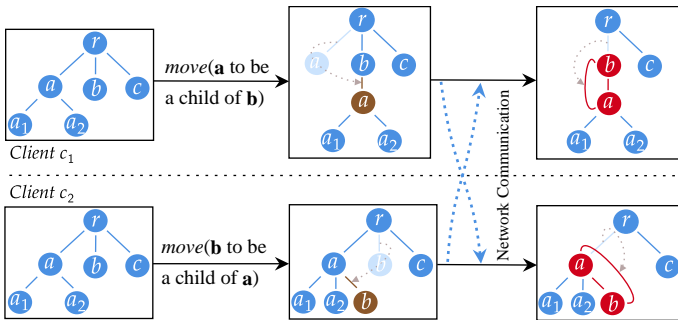 r
a b c
a1 a2
Client c1
move(a to be
a child of b)
r
a b c
a
a1 a2
r
b c
a
a1 a2
Network Communication
Client c2
r
a b c
a1 a2
move(b to be
a child of a)
r
a b c
a1 a2 b
r
a c
a1 a2 b